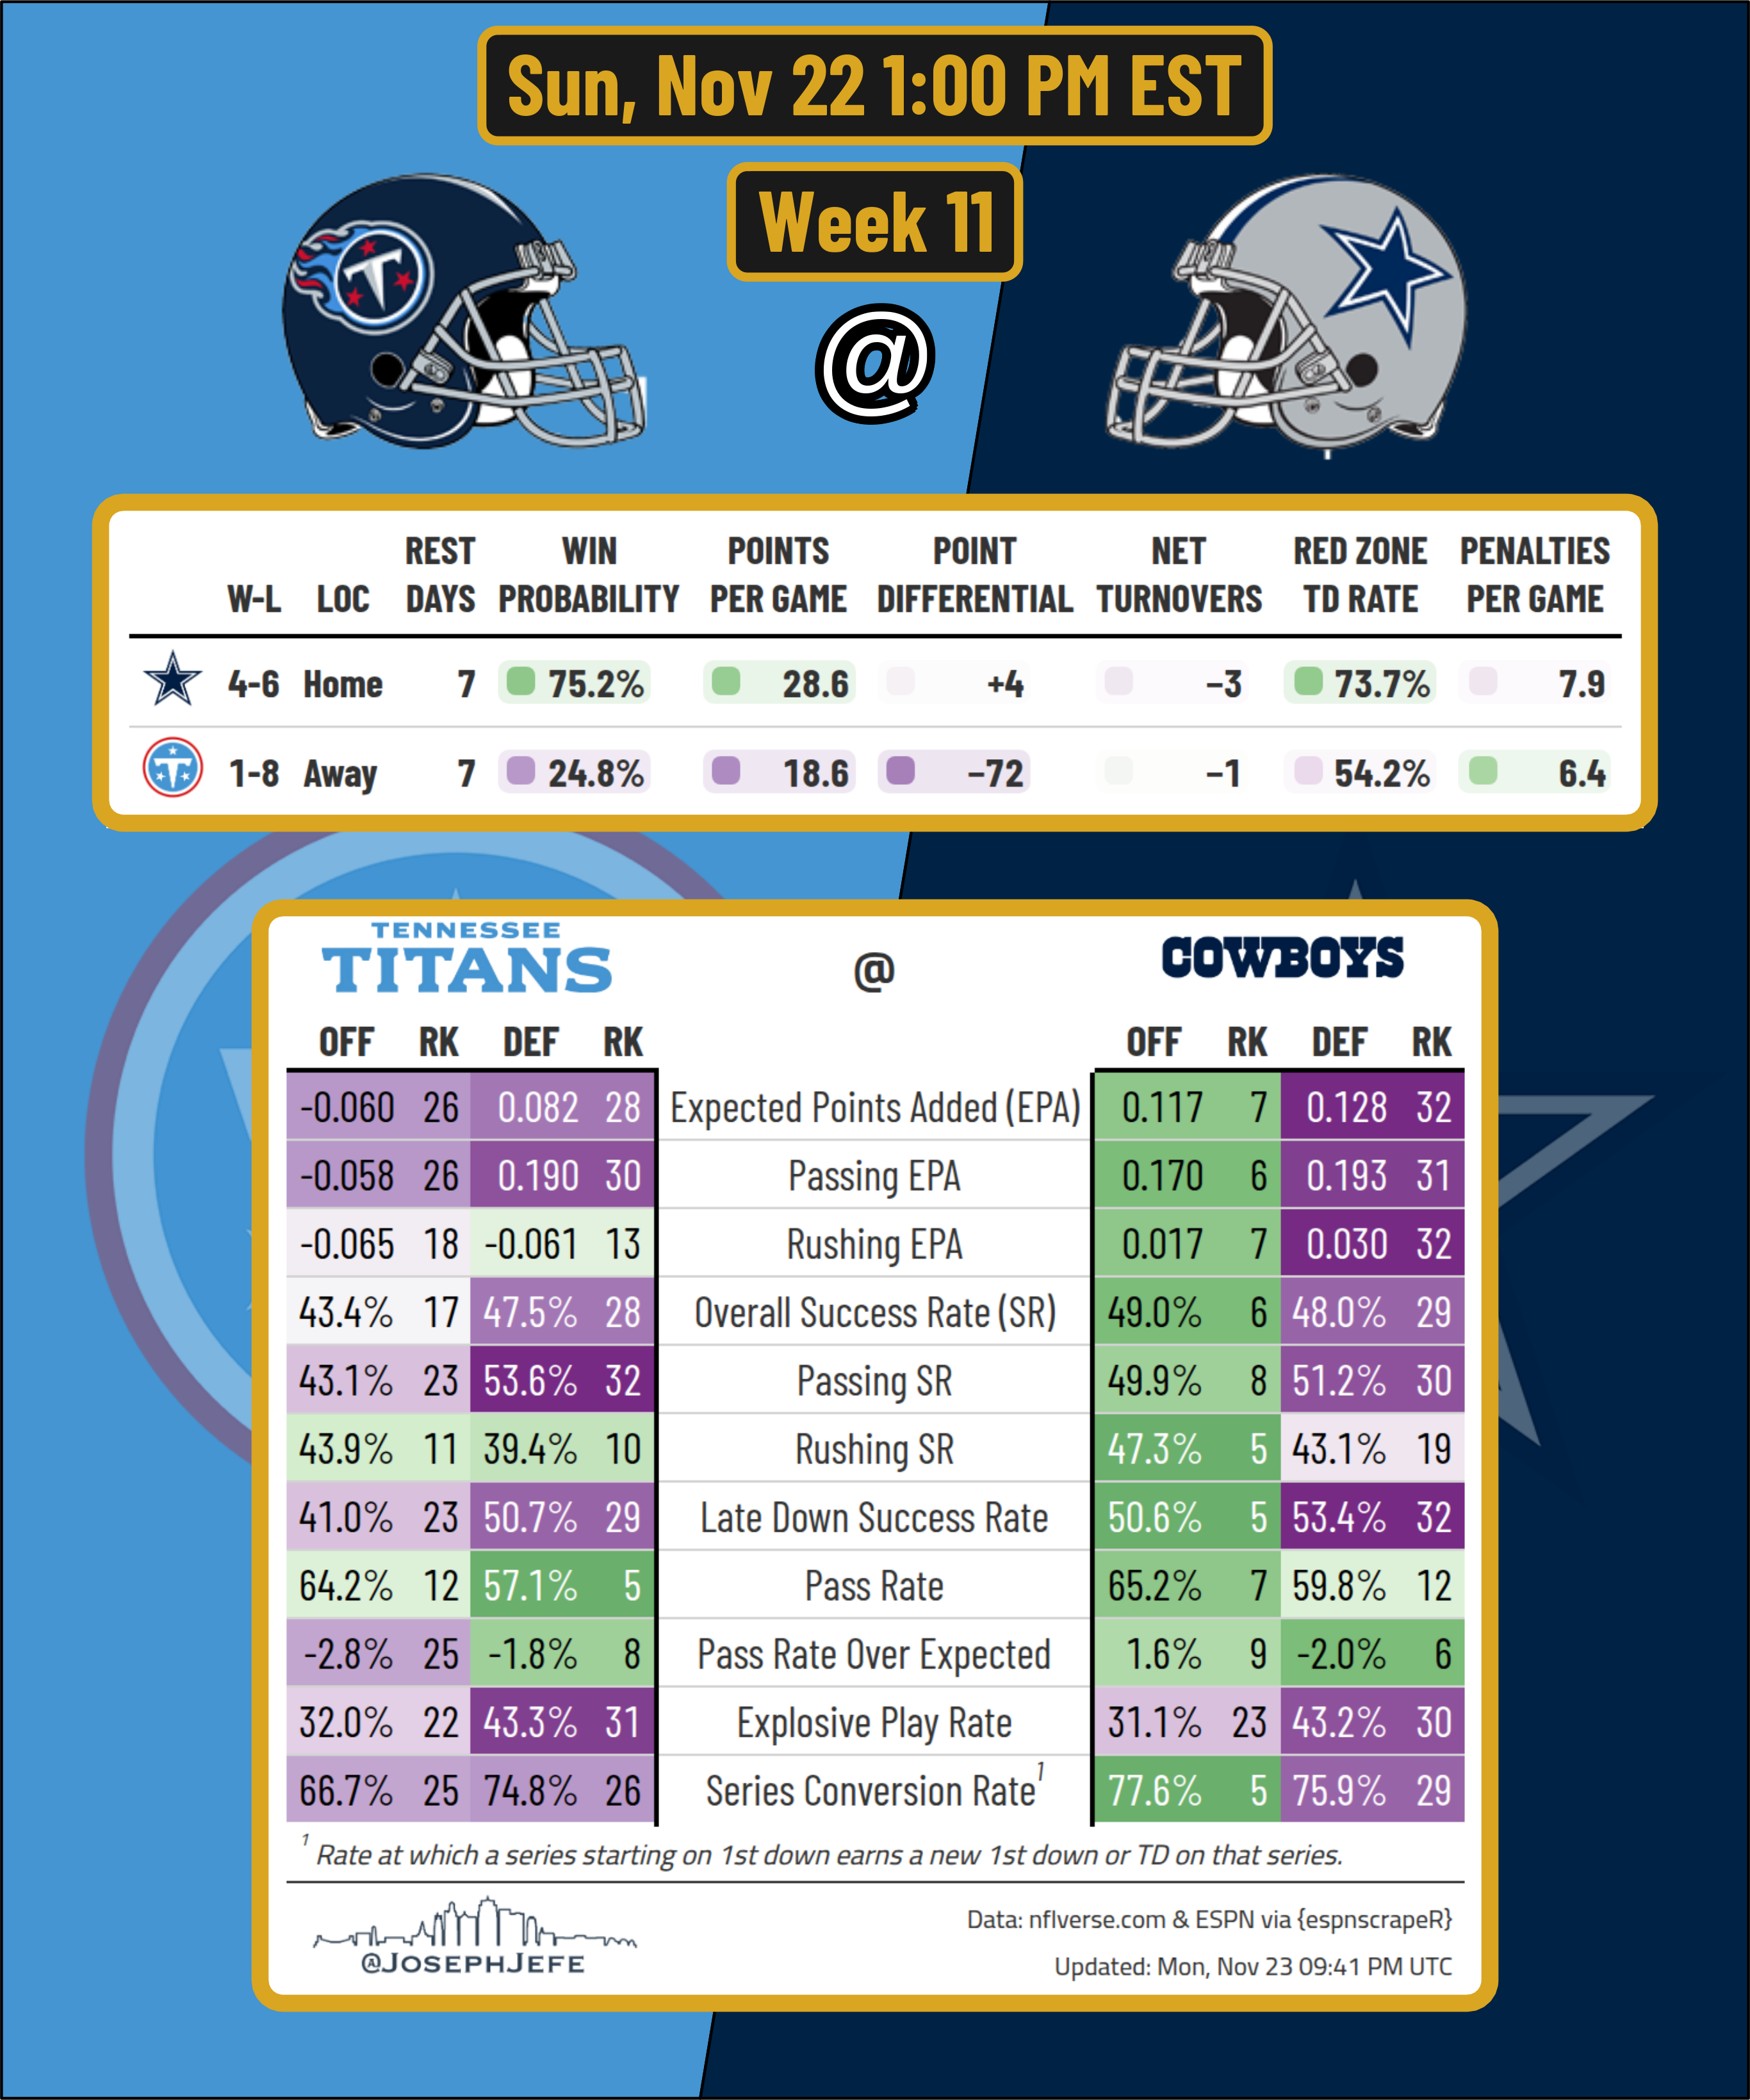 Sun, Nov 22 1:00 PM EST
Week 11
@
W-L LOC REST DAYS WIN PROBABILITY POINTS PER GAME POINT DIFFERENTIAL NET TURNOVERS RED ZONE TD RATE PENALTIES PER GAME
4-6 Home 7 75.2% 28.6 +4 −3 73.7% 7.9
1-8 Away 7 24.8% 18.6 −72 −1 54.2% 6.4
TENNESSEE
TITANS @ COWBOYS
OFF RK DEF RK OFF RK DEF RK
-0.060 26 0.082 28 Expected Points Added (EPA) 0.117 7 0.128 32
-0.058 26 0.190 30 Passing EPA 0.170 6 0.193 31
-0.065 18 -0.061 13 Rushing EPA 0.017 7 0.030 32
43.4% 17 47.5% 28 Overall Success Rate (SR) 49.0% 6 48.0% 29
43.1% 23 53.6% 32 Passing SR 49.9% 8 51.2% 30
43.9% 11 39.4% 10 Rushing SR 47.3% 5 43.1% 19
41.0% 23 50.7% 29 Late Down Success Rate 50.6% 5 53.4% 32
64.2% 12 57.1% 5 Pass Rate 65.2% 7 59.8% 12
-2.8% 25 -1.8% 8 Pass Rate Over Expected 1.6% 9 -2.0% 6
32.0% 22 43.3% 31 Explosive Play Rate 31.1% 23 43.2% 30
66.7% 25 74.8% 26 Series Conversion Rate1 77.6% 5 75.9% 29
1 Rate at which a series starting on 1st down earns a new 1st down or TD on that series.
@JOSEPHJEFE
Data: nflverse.com & ESPN via {espnscrapeR}
Updated: Mon, Nov 23 09:41 PM UTC